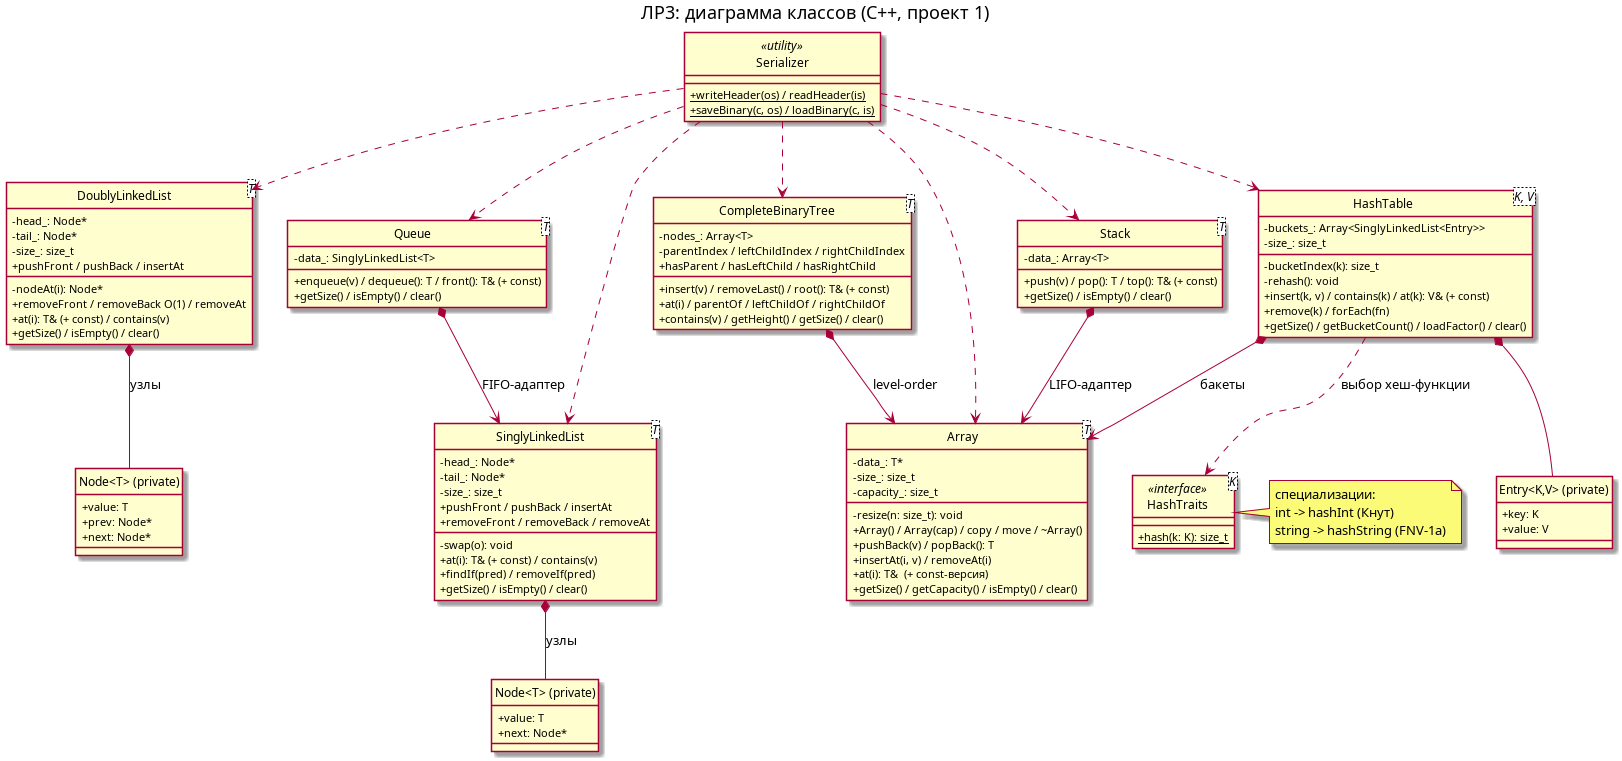 ЛР3: диаграмма классов (C++, проект 1)
«utility»
Serializer
+writeHeader(os) / readHeader(is)
+saveBinary(c, os) / loadBinary(c, is)
DoublyLinkedList
T
-head_: Node*
-tail_: Node*
-size_: size_t
+pushFront / pushBack / insertAt
-nodeAt(i): Node*
+removeFront / removeBack O(1) / removeAt
+at(i): T& (+ const) / contains(v)
+getSize() / isEmpty() / clear()
Queue
T
-data_: SinglyLinkedList<T>
+enqueue(v) / dequeue(): T / front(): T& (+ const)
+getSize() / isEmpty() / clear()
CompleteBinaryTree
T
-nodes_: Array<T>
-parentIndex / leftChildIndex / rightChildIndex
+hasParent / hasLeftChild / hasRightChild
+insert(v) / removeLast() / root(): T& (+ const)
+at(i) / parentOf / leftChildOf / rightChildOf
+contains(v) / getHeight() / getSize() / clear()
Stack
T
-data_: Array<T>
+push(v) / pop(): T / top(): T& (+ const)
+getSize() / isEmpty() / clear()
HashTable
K, V
-buckets_: Array<SinglyLinkedList<Entry>>
-size_: size_t
-bucketIndex(k): size_t
-rehash(): void
+insert(k, v) / contains(k) / at(k): V& (+ const)
+remove(k) / forEach(fn)
+getSize() / getBucketCount() / loadFactor() / clear()
узлы
FIFO-адаптер
level-order
LIFO-адаптер
бакеты
выбор хеш-функции
Node<T> (private)
+value: T
+prev: Node*
+next: Node*
SinglyLinkedList
T
-head_: Node*
-tail_: Node*
-size_: size_t
+pushFront / pushBack / insertAt
+removeFront / removeBack / removeAt
-swap(o): void
+at(i): T& (+ const) / contains(v)
+findIf(pred) / removeIf(pred)
+getSize() / isEmpty() / clear()
Array
T
-data_: T*
-size_: size_t
-capacity_: size_t
-resize(n: size_t): void
+Array() / Array(cap) / copy / move / ~Array()
+pushBack(v) / popBack(): T
+insertAt(i, v) / removeAt(i)
+at(i): T&  (+ const-версия)
+getSize() / getCapacity() / isEmpty() / clear()
«interface»
HashTraits
K
+hash(k: K): size_t
специализации:
int -> hashInt (Кнут)
string -> hashString (FNV-1a)
Entry<K,V> (private)
+key: K
+value: V
узлы
Node<T> (private)
+value: T
+next: Node*